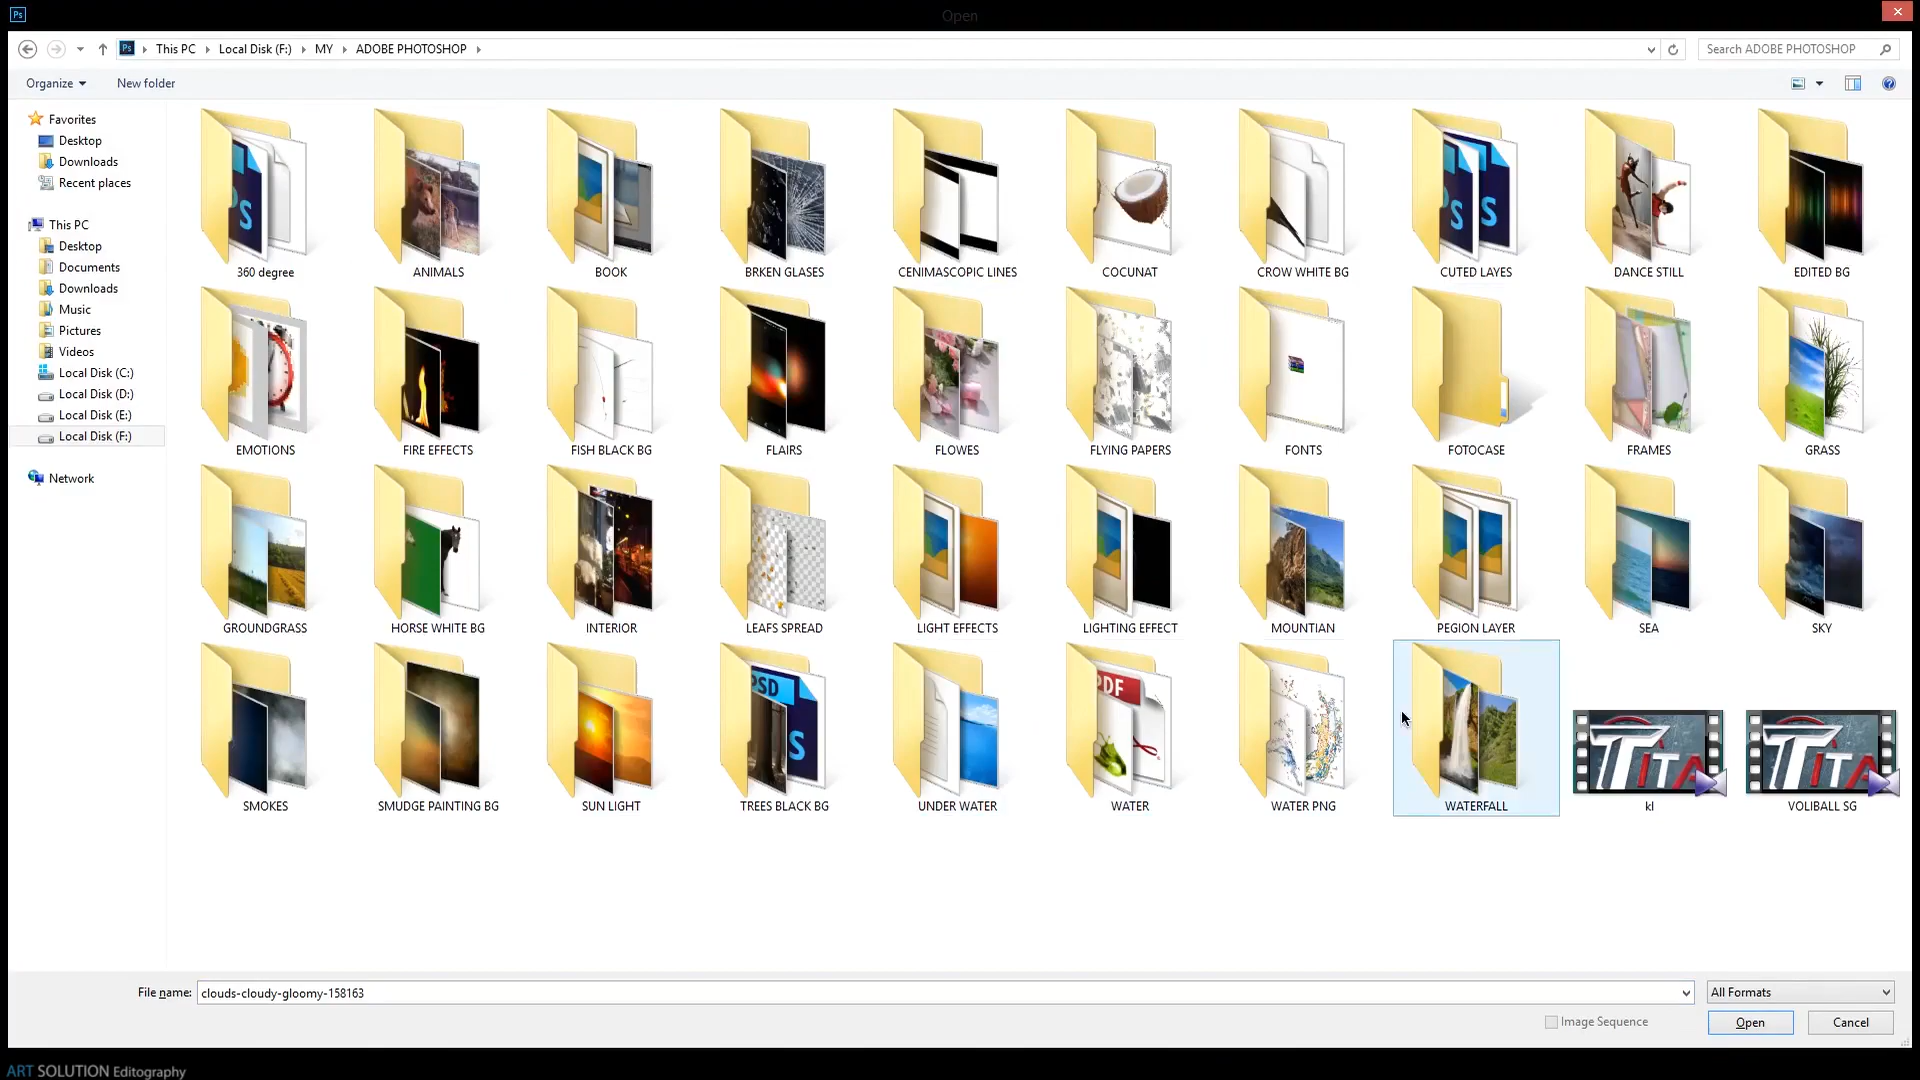 Ps
Open
This PC
Local Disk (F:)
MY
ADOBE PHOTOSHOP
Search ADOBE PHOTOSHOP
Organize
New folder
Favorites
Desktop
Downloads
Recent places
This PC
Desktop
Documents
Downloads
Music
Pictures
Videos
Local Disk (C:)
Local Disk (D:)
Local Disk (E:)
Local Disk (F:)
Network
360 degree
ANIMALS
BOOK
BRKEN GLASES
CENIMASCOPIC LINES
COCUNAT
CROW WHITE BG
CUTED LAYES
DANCE STILL
EDITED BG
EMOTIONS
FIRE EFFECTS
FISH BLACK BG
FLAIRS
FLOWES
FLYING PAPERS
FONTS
FOTOCASE
FRAMES
GRASS
GROUNDGRASS
HORSE WHITE BG
INTERIOR
LEAFS SPREAD
LIGHT EFFECTS
LIGHTING EFFECT
MOUNTIAN
PEGION LAYER
SEA
SKY
SMOKES
SMUDGE PAINTING BG
SUN LIGHT
TREES BLACK BG
UNDER WATER
WATER
WATER PNG
WATERFALL
kl
VOLIBALL SG
File name:
clouds-cloudy-gloomy-158163
All Formats
Image Sequence
Open
Cancel
ART SOLUTION Editography